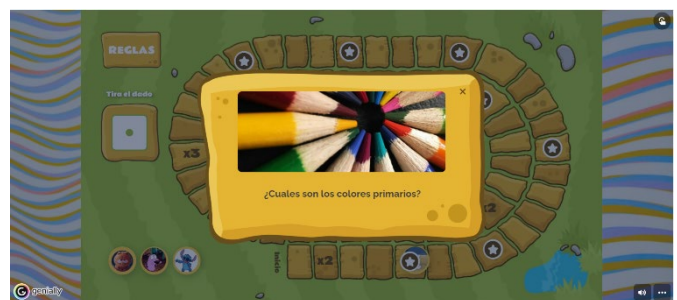 REGLAS
Tira el dado
x3
¿Cuales son los colores primarios?
x2
Inicio
x2
genially